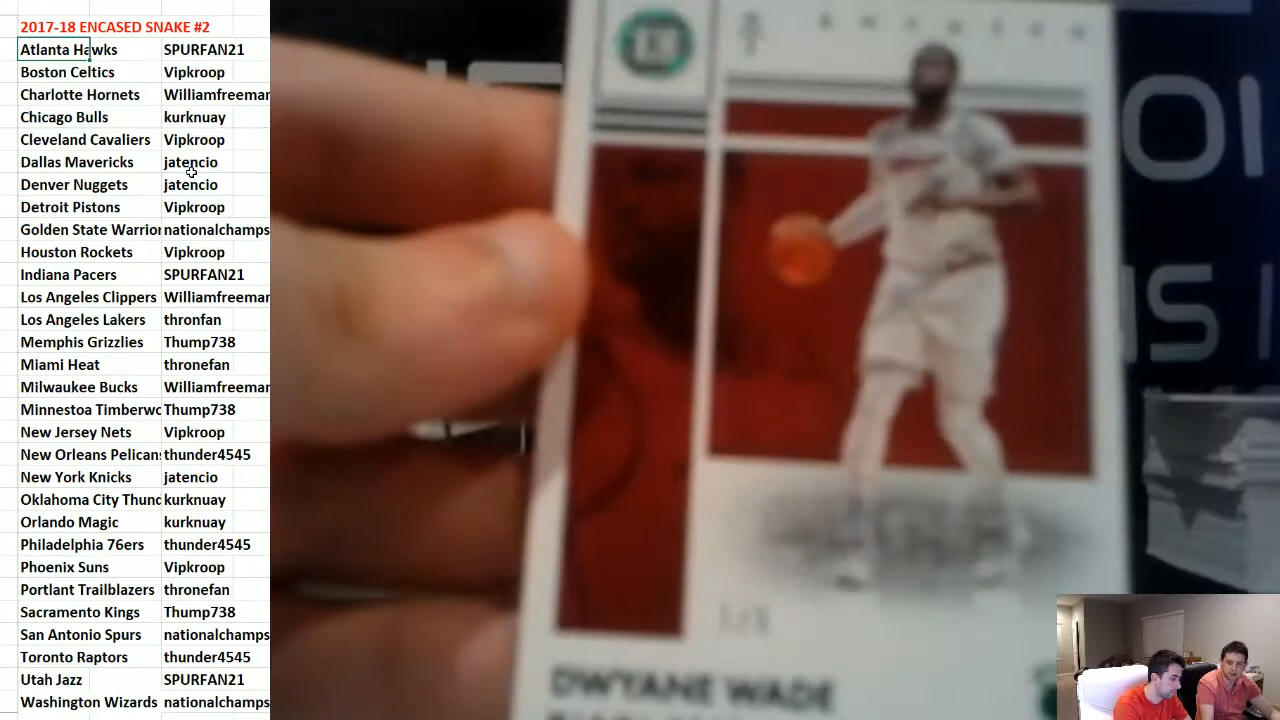 2017-18 ENCASED SNAKE #2
Atlanta Hawks SPURFAN21
Boston Celtics Vipkroop
Charlotte Hornets Williamfreeman
Chicago Bulls kurknuay
Cleveland Cavaliers Vipkroop
Dallas Mavericks jatencio
Denver Nuggets jatencio
Detroit Pistons Vipkroop
Golden State Warrior nationalchamps
Houston Rockets Vipkroop
Indiana Pacers SPURFAN21
Los Angeles Clippers Williamfreeman
Los Angeles Lakers thronfan
Memphis Grizzlies Thump738
Miami Heat thronefan
Milwaukee Bucks Williamfreeman
Minnestoa Timberwo Thump738
New Jersey Nets Vipkroop
New Orleans Pelicans thunder4545
New York Knicks jatencio
Oklahoma City Thund kurknuay
Orlando Magic kurknuay
Philadelphia 76ers thunder4545
Phoenix Suns Vipkroop
Portlant Trailblazers thronefan
Sacramento Kings Thump738
San Antonio Spurs nationalchamps
Toronto Raptors thunder4545
Utah Jazz SPURFAN21
Washington Wizards nationalchamps
DWYANE WADE